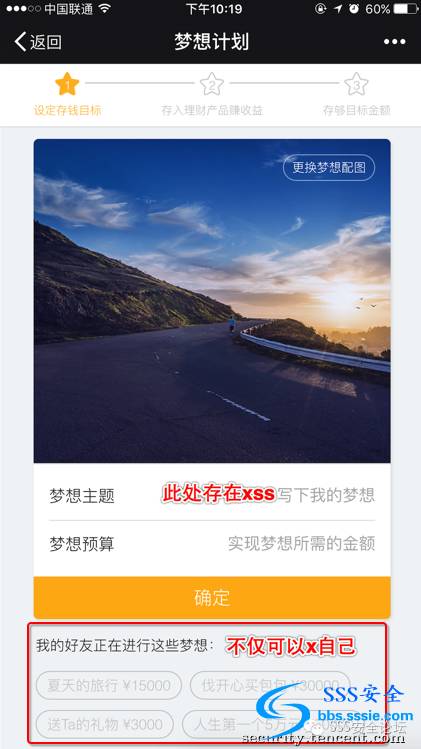 中国联通 下午10:19 60%
返回 梦想计划
1 2 3
设定存钱目标 存入理财产品赚收益 存够目标金额
更换梦想配图
梦想主题 此处存在xss写下我的梦想
梦想预算 实现梦想所需的金额
确定
我的好友正在进行这些梦想： 不仅可以x自己
夏天的旅行 ¥15000 伐开心买包包 ¥30000
送Ta的礼物 ¥3000 人生第一个5万
SSS安全
bbs.sssie.com
SSS安全论坛
security.tencent.com